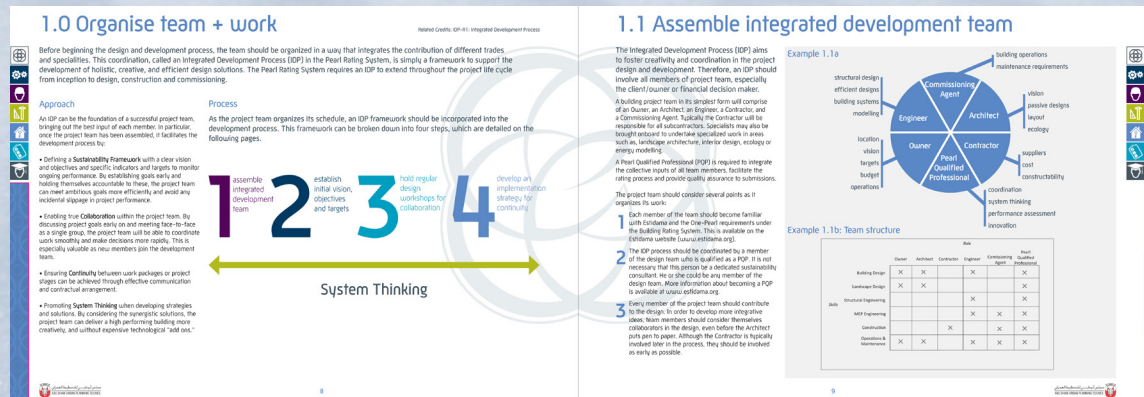 1.0 Organise team + work
Related Credits: IDP-R1: Integrated Development Process
Before beginning the design and development process, the team should be organized in a way that integrates the contribution of different trades
and specialities. This coordination, called an Integrated Development Process (IDP) in the Pearl Rating System, is simply a framework to support the
development of holistic, creative, and efficient design solutions. The Pearl Rating System requires an IDP to extend throughout the project life cycle
from inception to design, construction and commissioning.
Approach
An IDP can be the foundation of a successful project team,
bringing out the best input of each member. In particular,
once the project team has been assembled, it facilitates the
development process by:
• Defining a Sustainability Framework with a clear vision
and objectives and specific indicators and targets to monitor
ongoing performance. By establishing goals early and
holding themselves accountable to these, the project team
can meet ambitious goals more efficiently and avoid any
incidental slippage in project performance.
• Enabling true Collaboration within the project team. By
discussing project goals early on and meeting face-to-face
as a single group, the project team will be able to coordinate
work smoothly and make decisions more rapidly. This is
especially valuable as new members join the development
team.
• Ensuring Continuity between work packages or project
stages can be achieved through effective communication
and contractual arrangement.
• Promoting System Thinking when developing strategies
and solutions. By considering the synergistic solutions, the
project team can deliver a high performing building more
creatively, and without expensive technological "add ons."
Process
As the project team organizes its schedule, an IDP framework should be incorporated into the
development process. This framework can be broken down into four steps, which are detailed on the
following pages.
1 assemble
integrated
development
team
2 establish
initial vision,
objectives
and targets
3 hold regular
design
workshops for
collaboration
4 develop an
implementation
strategy for
continuity
System Thinking
ABU DHABI URBAN PLANNING COUNCIL
8
1.1 Assemble integrated development team
The Integrated Development Process (IDP) aims
to foster creativity and coordination in the project
design and development. Therefore, an IDP should
involve all members of project team, especially
the client/owner or financial decision maker.
A building project team in its simplest form will comprise
of an Owner, an Architect, an Engineer, a Contractor, and
a Commissioning Agent. Typically the Contractor will be
responsible for all subcontractors. Specialists may also be
brought onboard to undertake specialized work in areas
such as, landscape architecture, interior design, ecology or
energy modelling
A Pearl Qualified Professional (PQP) is required to integrate
the collective inputs of all team members, facilitate the
rating process and provide quality assurance to submissions.
The project team should consider several points as it
organizes its work:
1 Each member of the team should become familiar
with Estidama and the One-Pearl requirements under
the Building Rating System. This is available on the
Estidama website (www.estidama.org).
2 The IDP process should be coordinated by a member
of the design team who is qualified as a PQP. It is not
necessary that this person be a dedicated sustainability
consultant. He or she could be any member of the
design team. More information about becoming a PQP
is available at www.estidama.org.
3 Every member of the project team should contribute
to the design: In order to develop more integrative
ideas, team members should consider themselves
collaborators in the design, even before the Architect
puts pen to paper. Although the Contractor is typically
involved later in the process, they should be involved
as early as possible.
Example 1.1a
building operations
maintenance requirements
structural design
efficient designs
building systems
modelling
Commissioning
Agent
Engineer
Architect
vision
passive designs
layout
ecology
location
vision
targets
budget
operations
Owner
Contractor
Pearl
Qualified
Professional
suppliers
cost
constructability
coordination
system thinking
performance assessment
innovation
Example 1.1b: Team structure
Role
Owner Architect Contractor Engineer Comissioning Agent Pearl Qualified Professional
Skills
Building Design X X X X
Landscape Design X X X
Structural Engineering X X
MEP Engineering X X X
Construction X X X
Operations & Maintenance X X X X X
9
ABU DHABI URBAN PLANNING COUNCIL